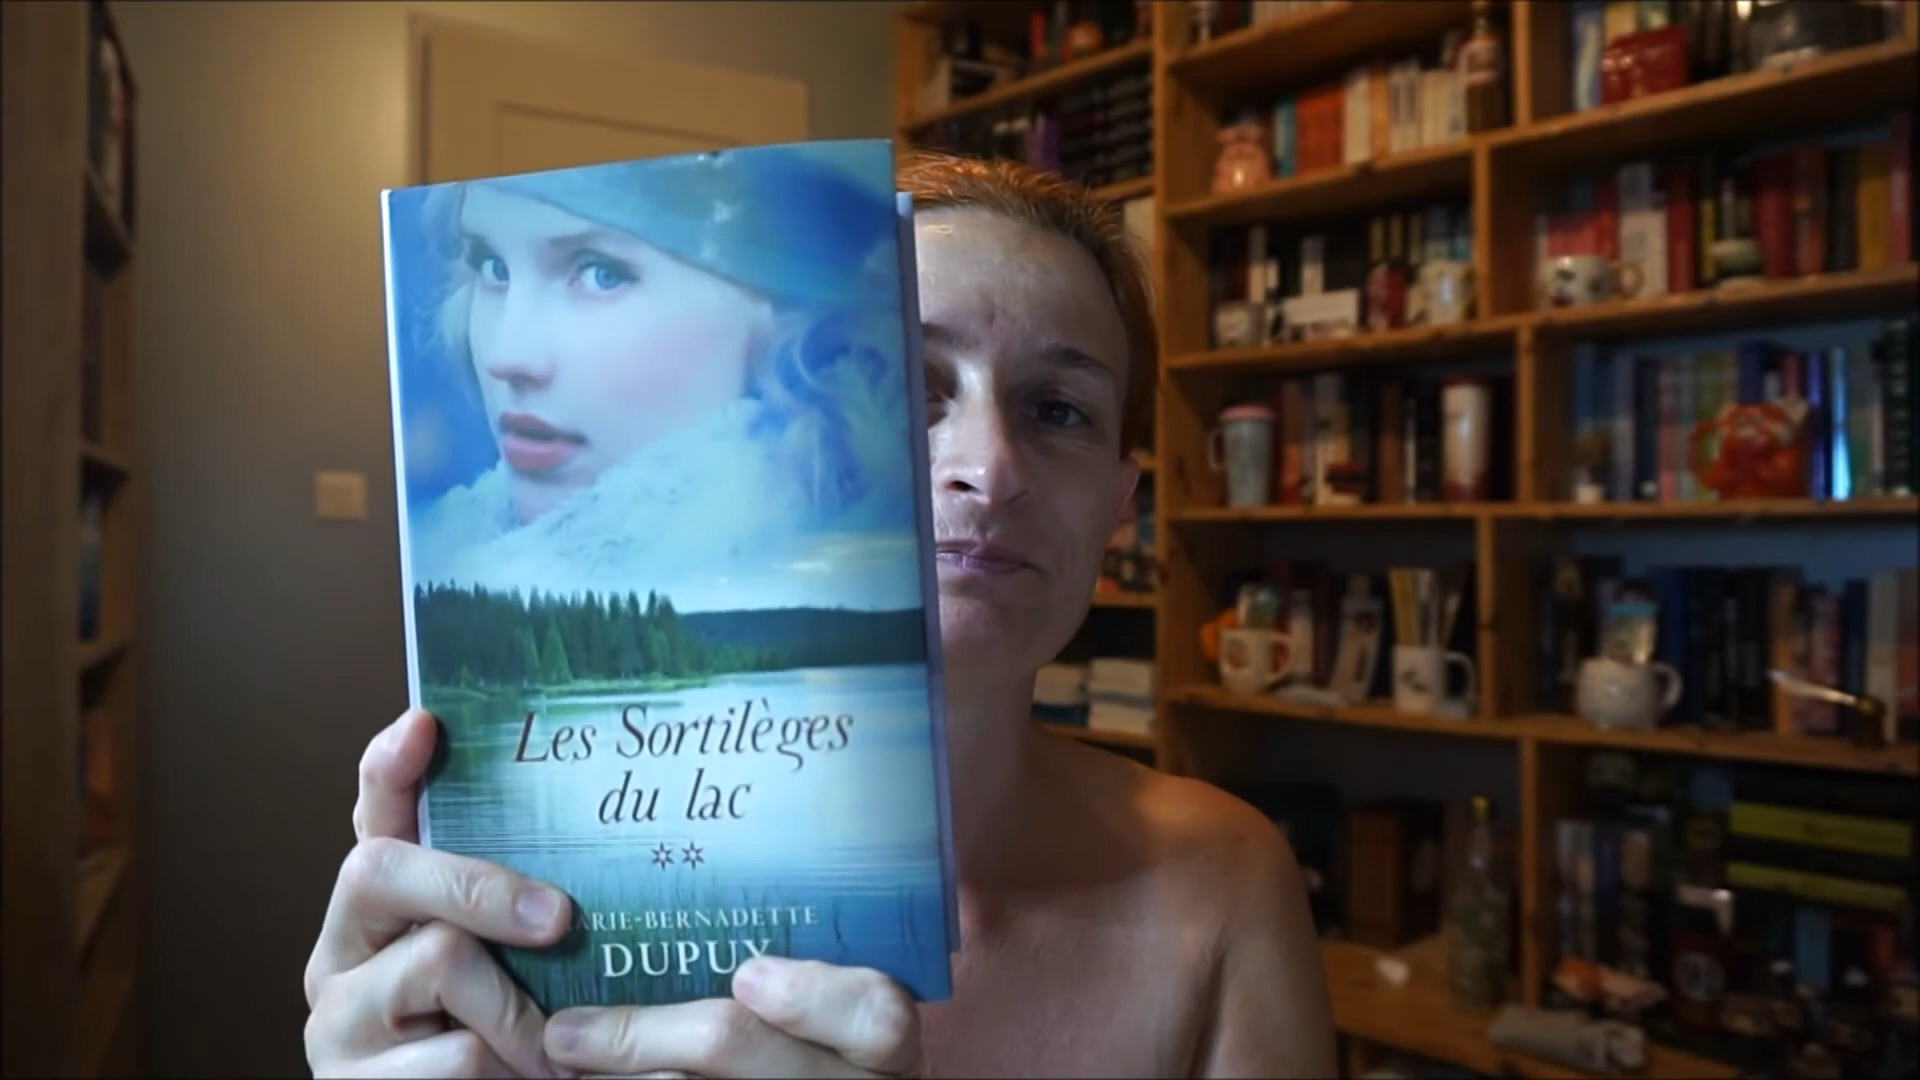 Les Sortilèges
du lac
**
ARIE-BERNADETTE
DUPUY